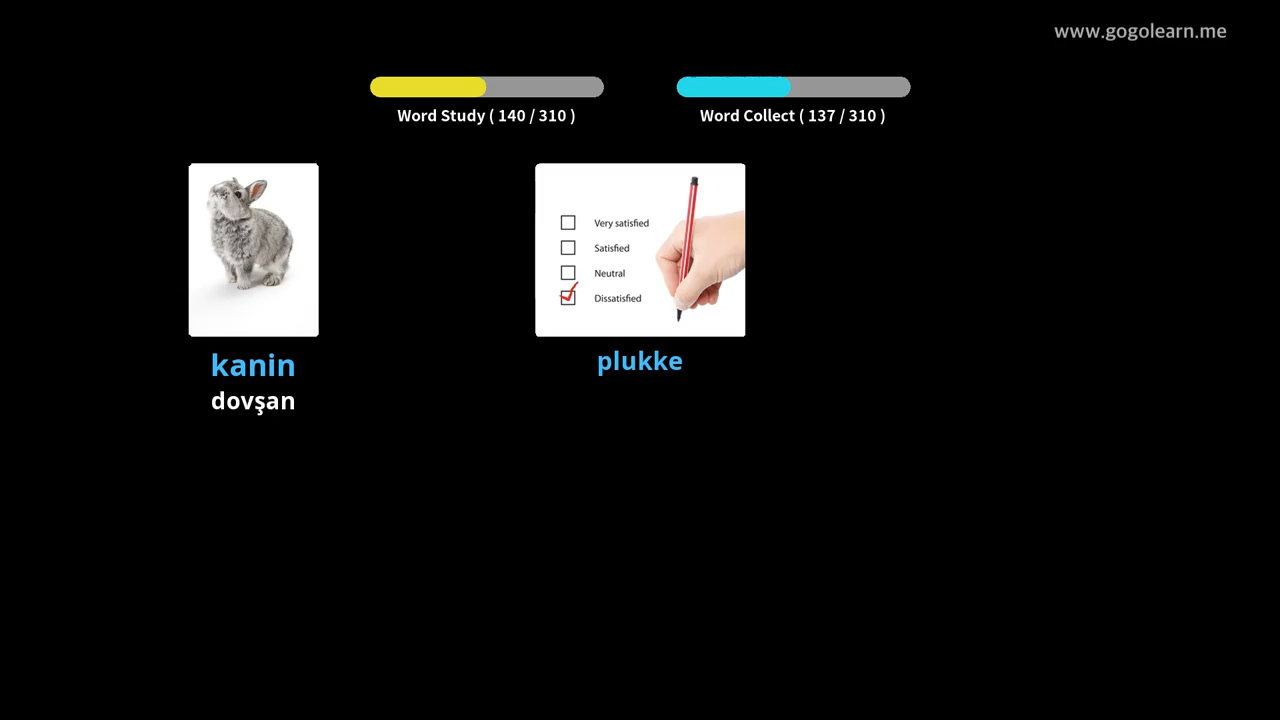 www.gogolearn.me
Word Study ( 140 / 310 )
Word Collect ( 137 / 310 )
Very satisfied
Satisfied
Neutral
Dissatisfied
kanin
dovşan
plukke